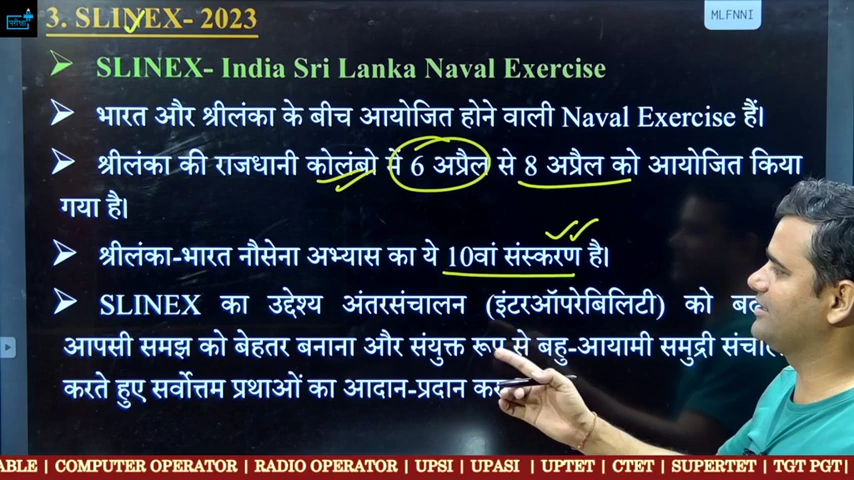 परीक्षा
MLFNNI
3. SLINEX- 2023
SLINEX- India Sri Lanka Naval Exercise
भारत और श्रीलंका के बीच आयोजित होने वाली Naval Exercise हैं।
श्रीलंका की राजधानी कोलंबो में 6 अप्रैल से 8 अप्रैल को आयोजित किया
गया है।
श्रीलंका-भारत नौसेना अभ्यास का ये 10वां संस्करण है।
SLINEX का उद्देश्य अंतरसंचालन (इंटरऑपरेबिलिटी) को
आपसी समझ को बेहतर बनाना और संयुक्त रूप से बहु-आयामी समुद्री
करते हुए सर्वोत्तम प्रथाओं का आदान-प्रदान
ABLE | COMPUTER OPERATOR | RADIO OPERATOR | UPSI | UPASI | UPTET | CTET | SUPERTET | TGT PGT |